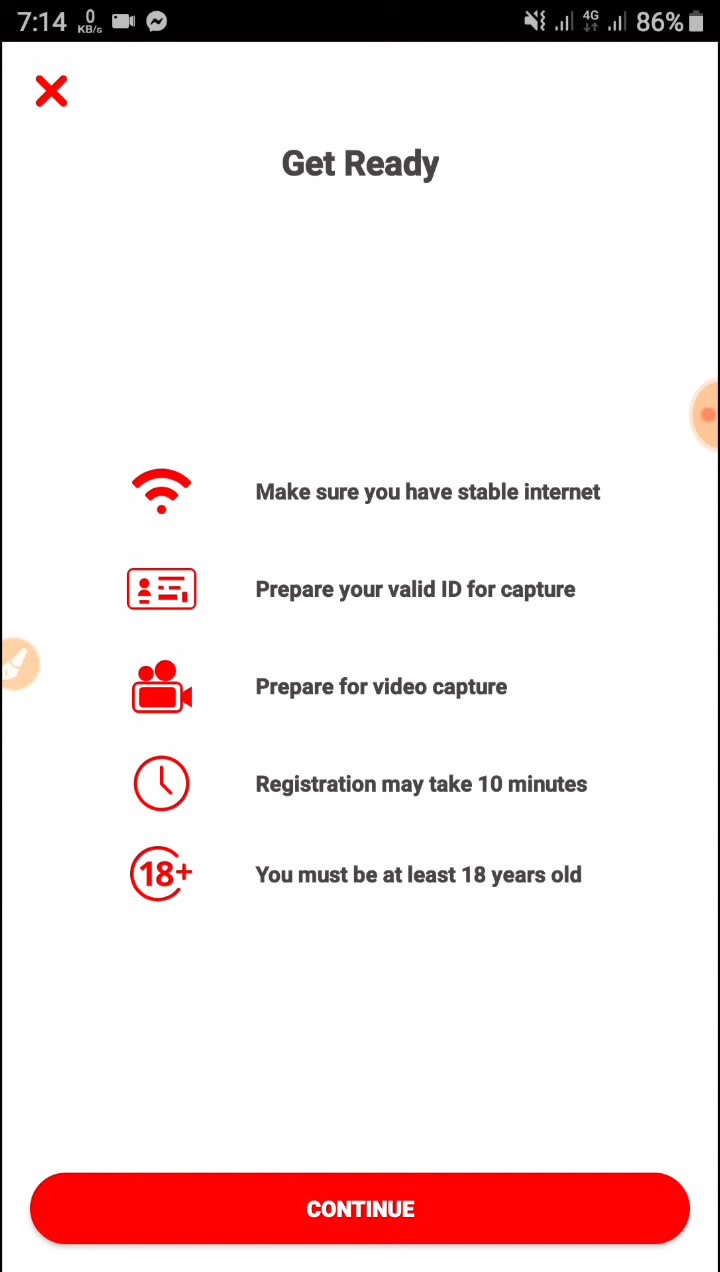 7:14 0 KB/s 4G 86%
Get Ready
Make sure you have stable internet
Prepare your valid ID for capture
Prepare for video capture
Registration may take 10 minutes
18+ You must be at least 18 years old
CONTINUE